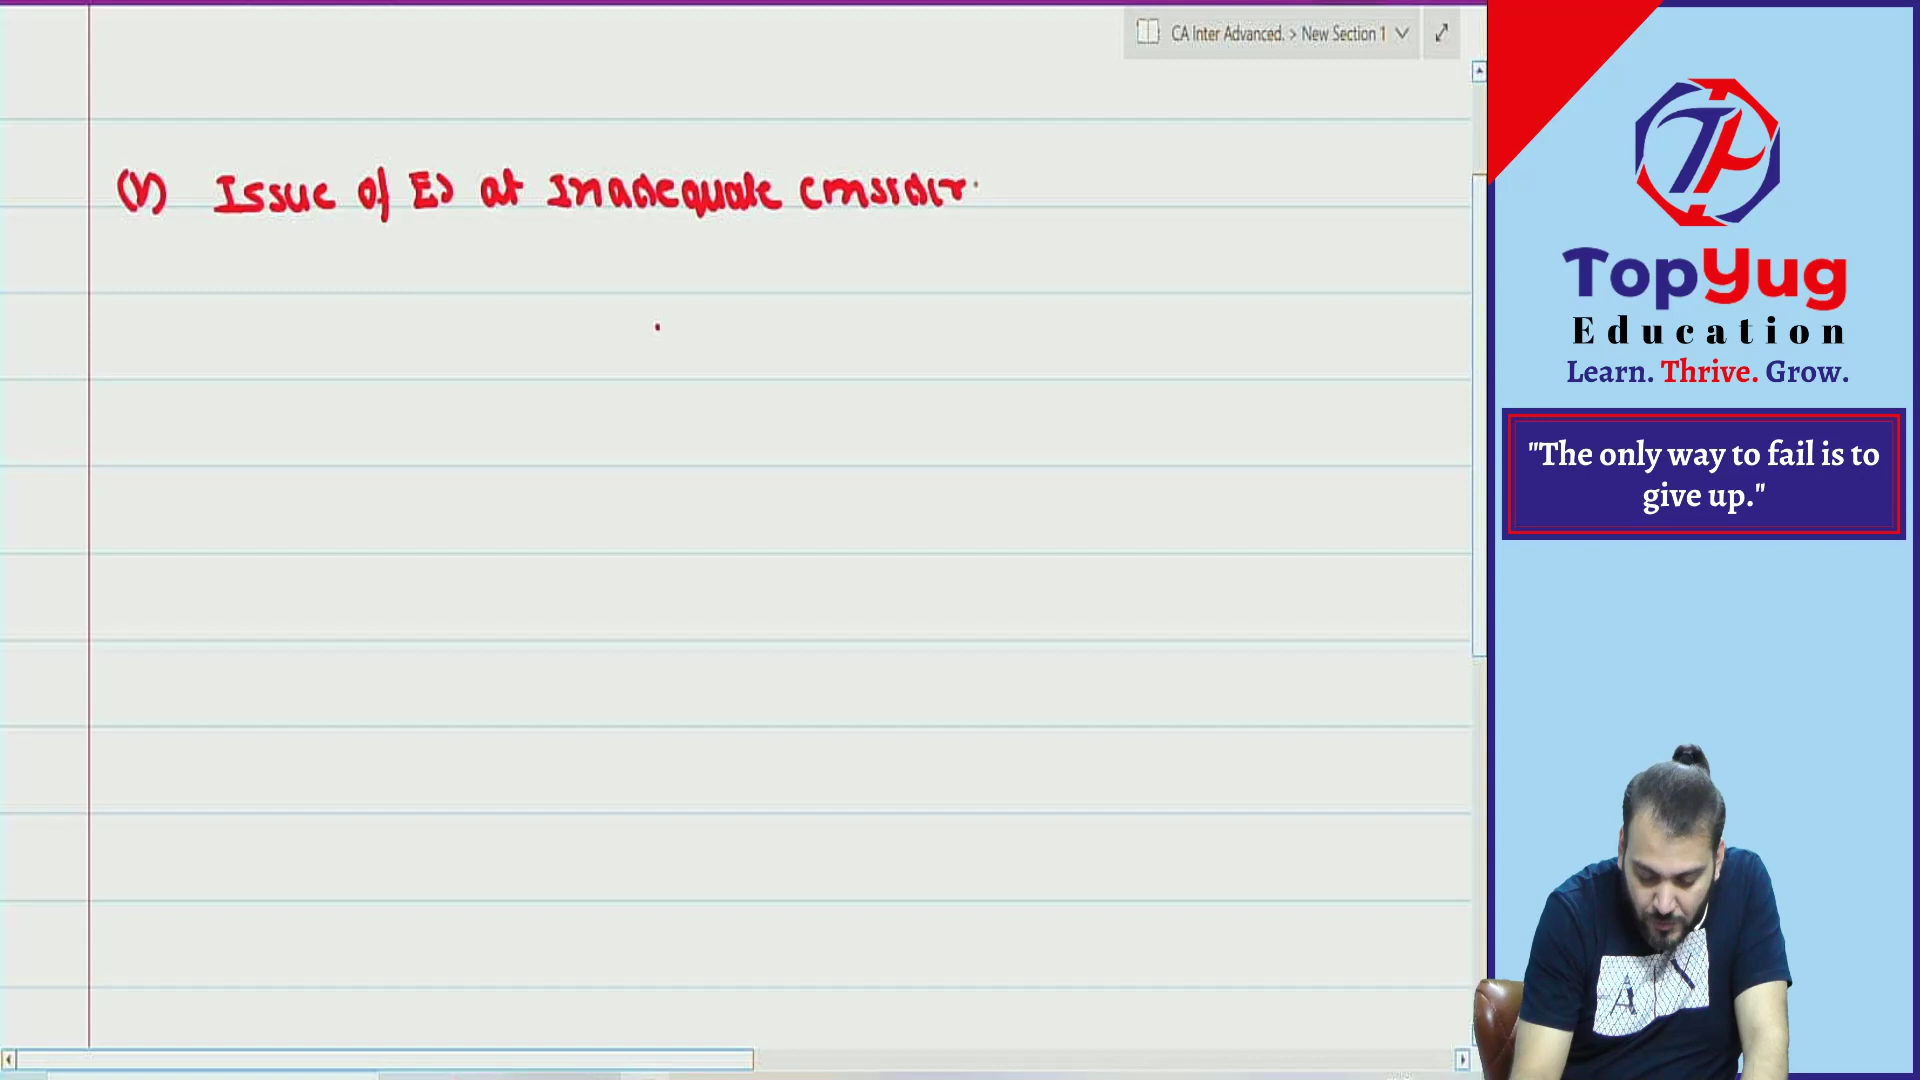 CA Inter Advanced. > New Section 1
(V) Issue of ES at Inadequate consider.
TopYug
Education
Learn. Thrive. Grow.
"The only way to fail is to
give up."